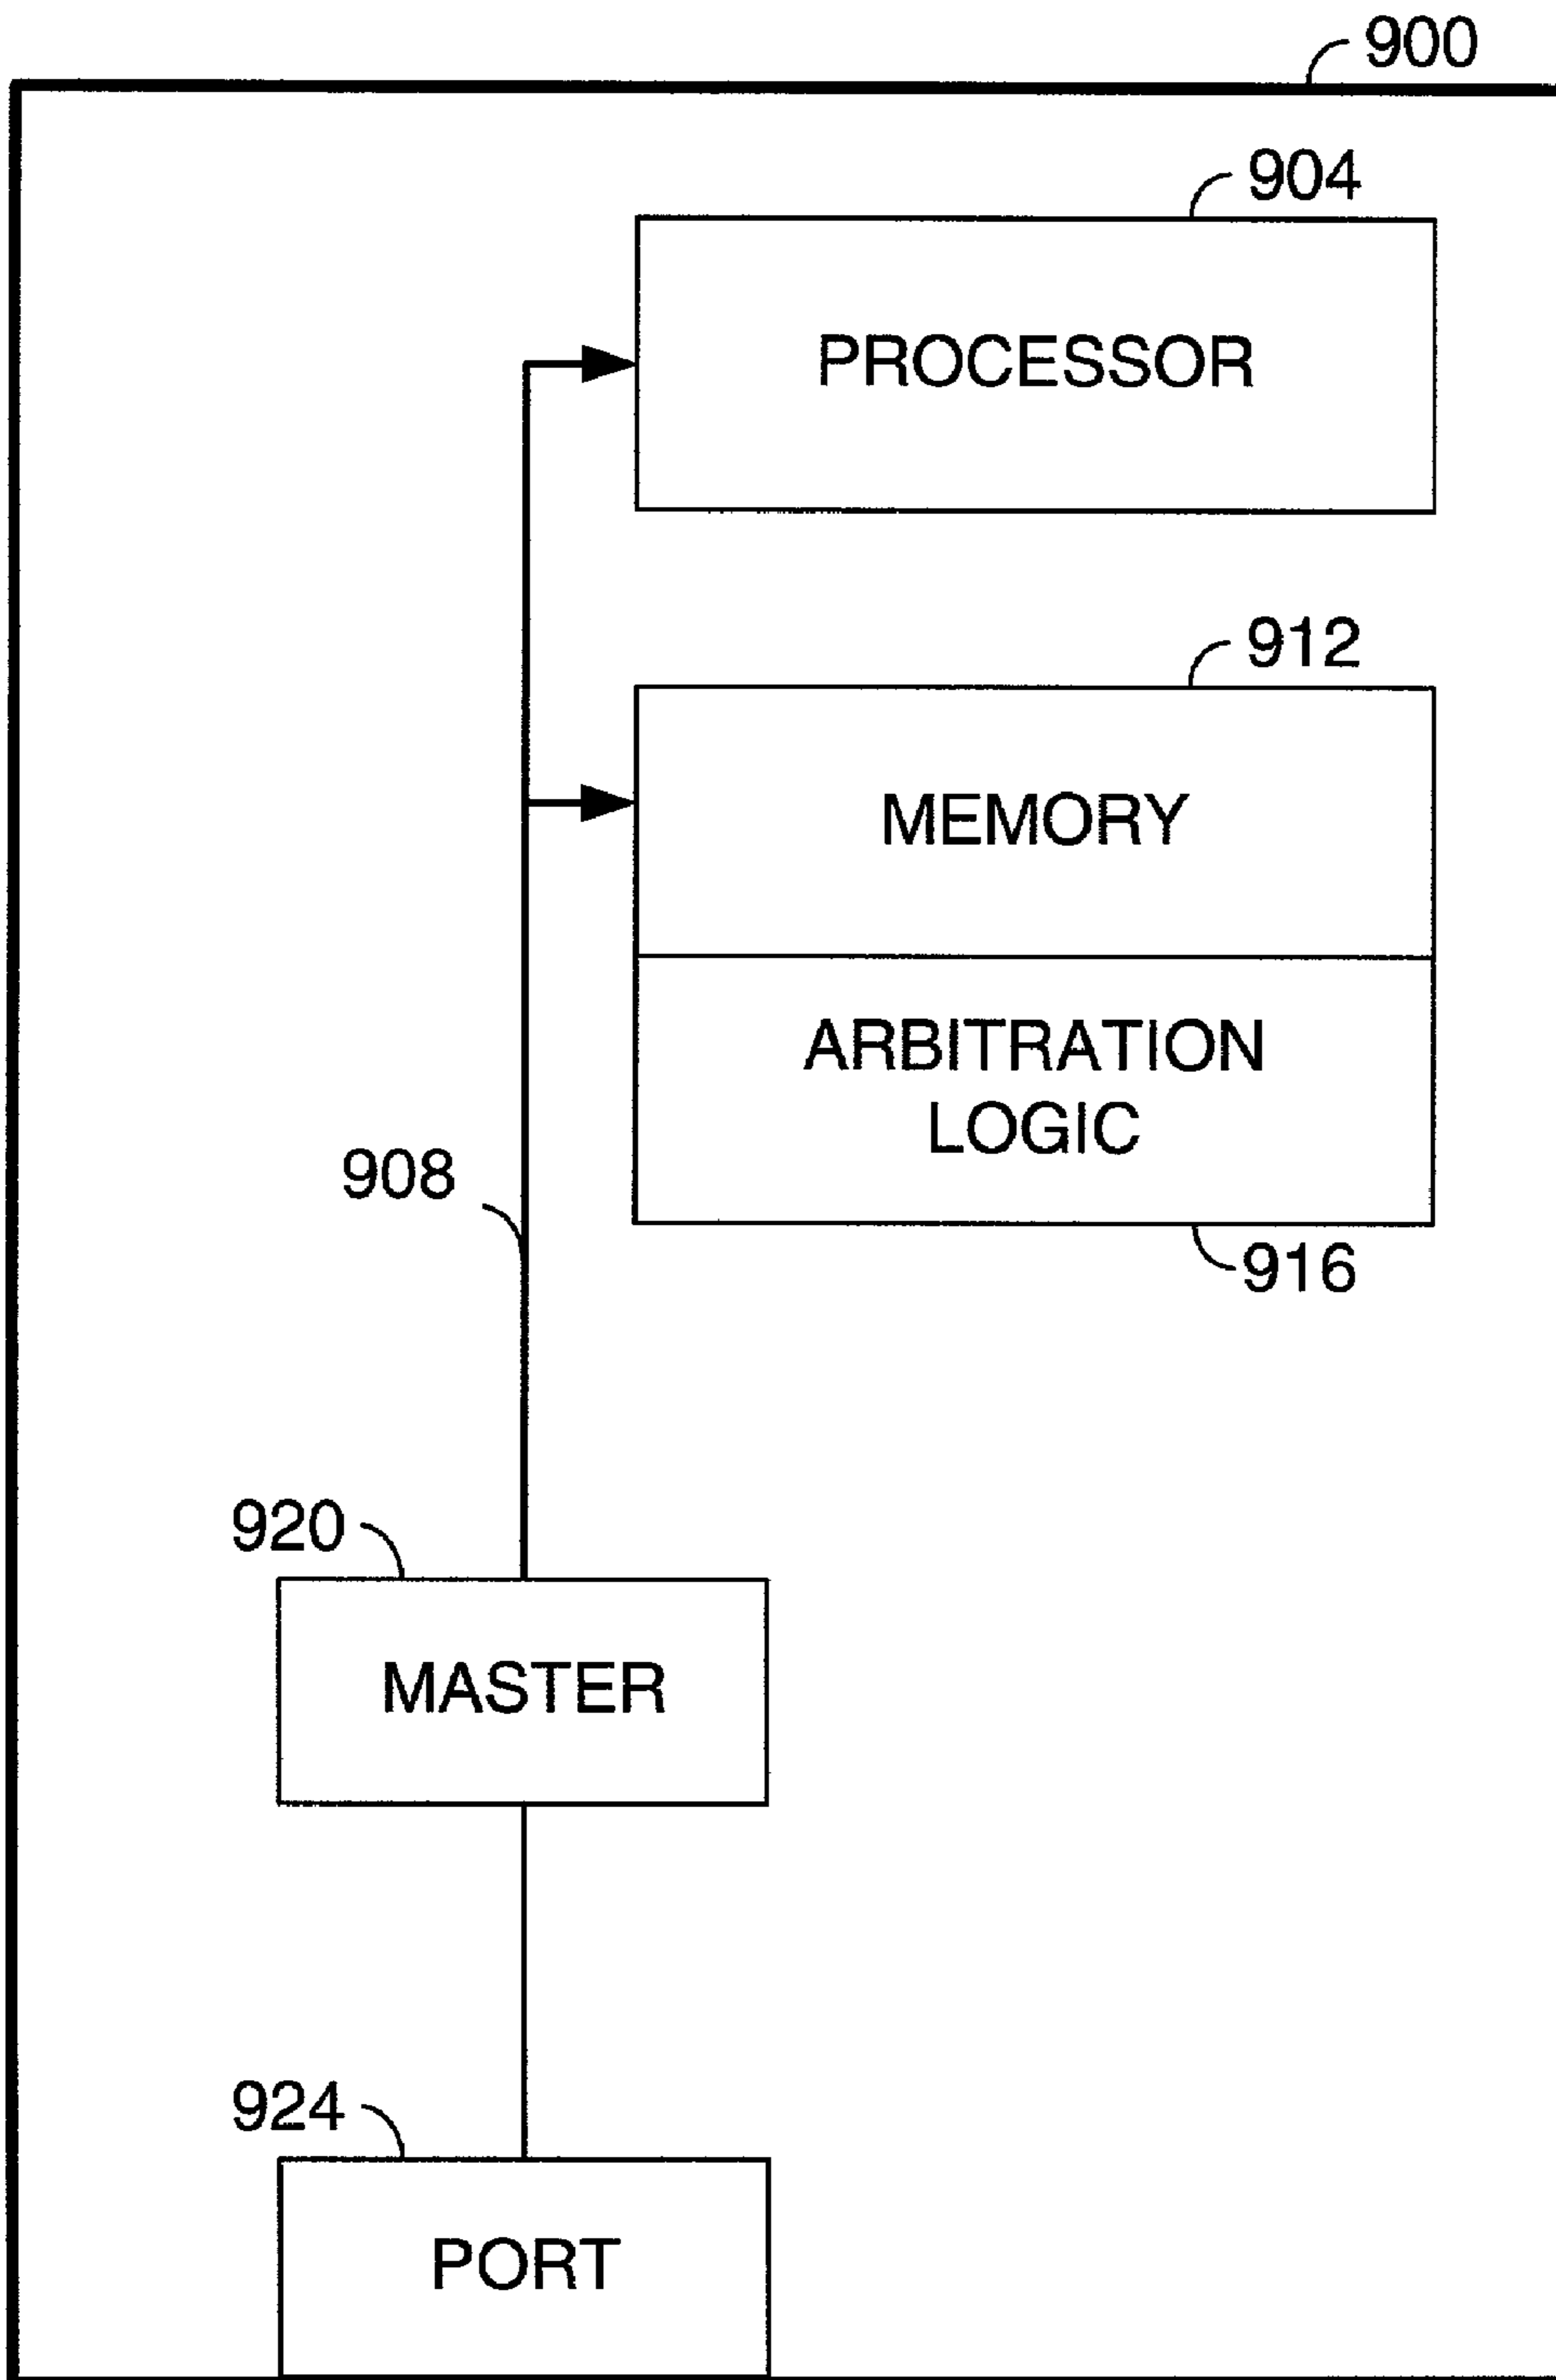 900
904
PROCESSOR
912
MEMORY
ARBITRATION
LOGIC
908
916
920
MASTER
924
PORT